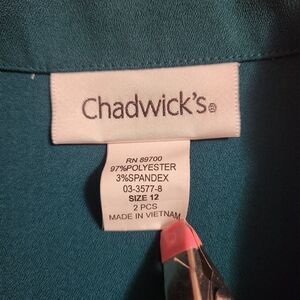 Chadwick's®
RN 89700
97%POLYESTER
3%SPANDEX
03-3577-8
SIZE 12
2 PCS
MADE IN VIETNAM